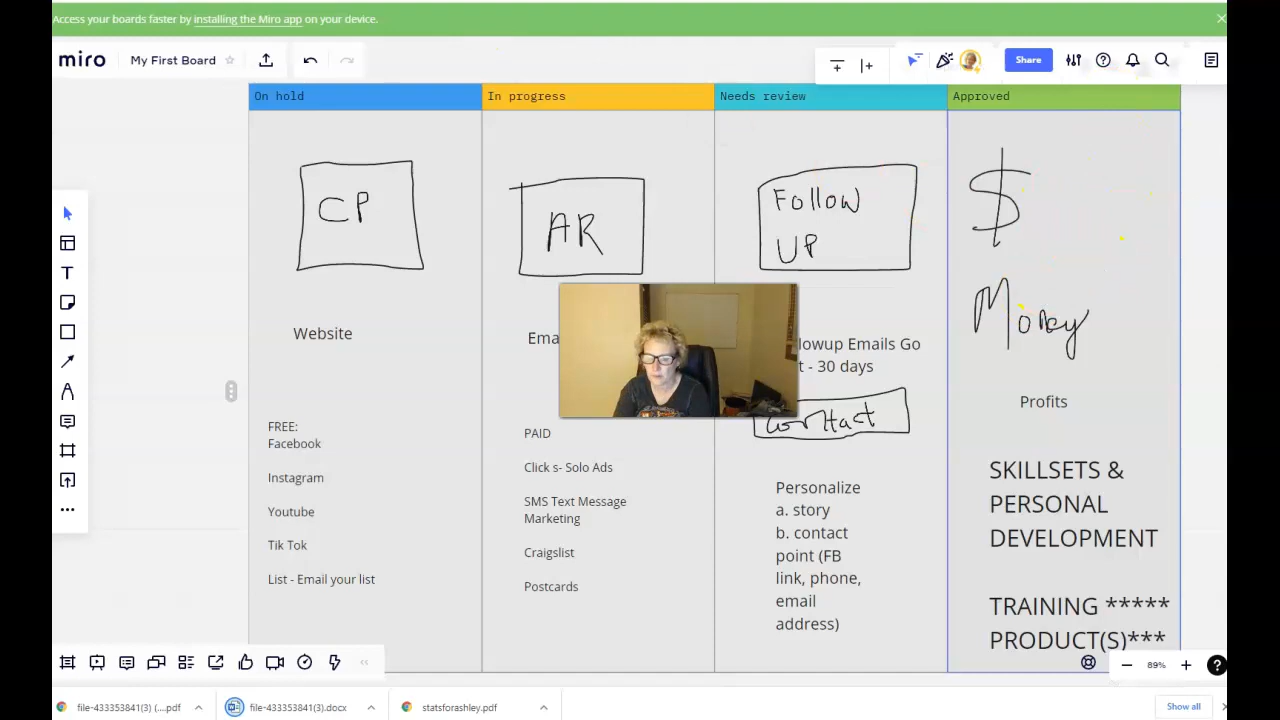 Access your boards faster by installing the Miro app on your device.
miro
My First Board
Share
On hold
In progress
Needs review
Approved
CP
AR
Follow
UP
$
Money
Website
Ema
lowup Emails Go
t - 30 days
Contact
Profits
FREE:
Facebook
Instagram
Youtube
Tik Tok
List - Email your list
PAID
Click s- Solo Ads
SMS Text Message
Marketing
Craigslist
Postcards
Personalize
a. story
b. contact
point (FB
link, phone,
email
address)
SKILLSETS &
PERSONAL
DEVELOPMENT
TRAINING *****
PRODUCT(S)***
89%
file-433353841(3) (....pdf
file-433353841(3).docx
statsforashley.pdf
Show all